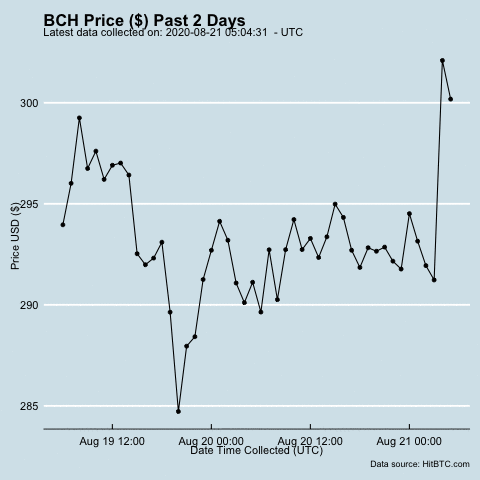 BCH Price ($) Past 2 Days
Latest data collected on: 2020-08-21 05:04:31 - UTC
300
295
Price USD ($)
290
285
Aug 19 12:00 Aug 20 00:00 Aug 20 12:00 Aug 21 00:00
Date Time Collected (UTC)
Data source: HitBTC.com